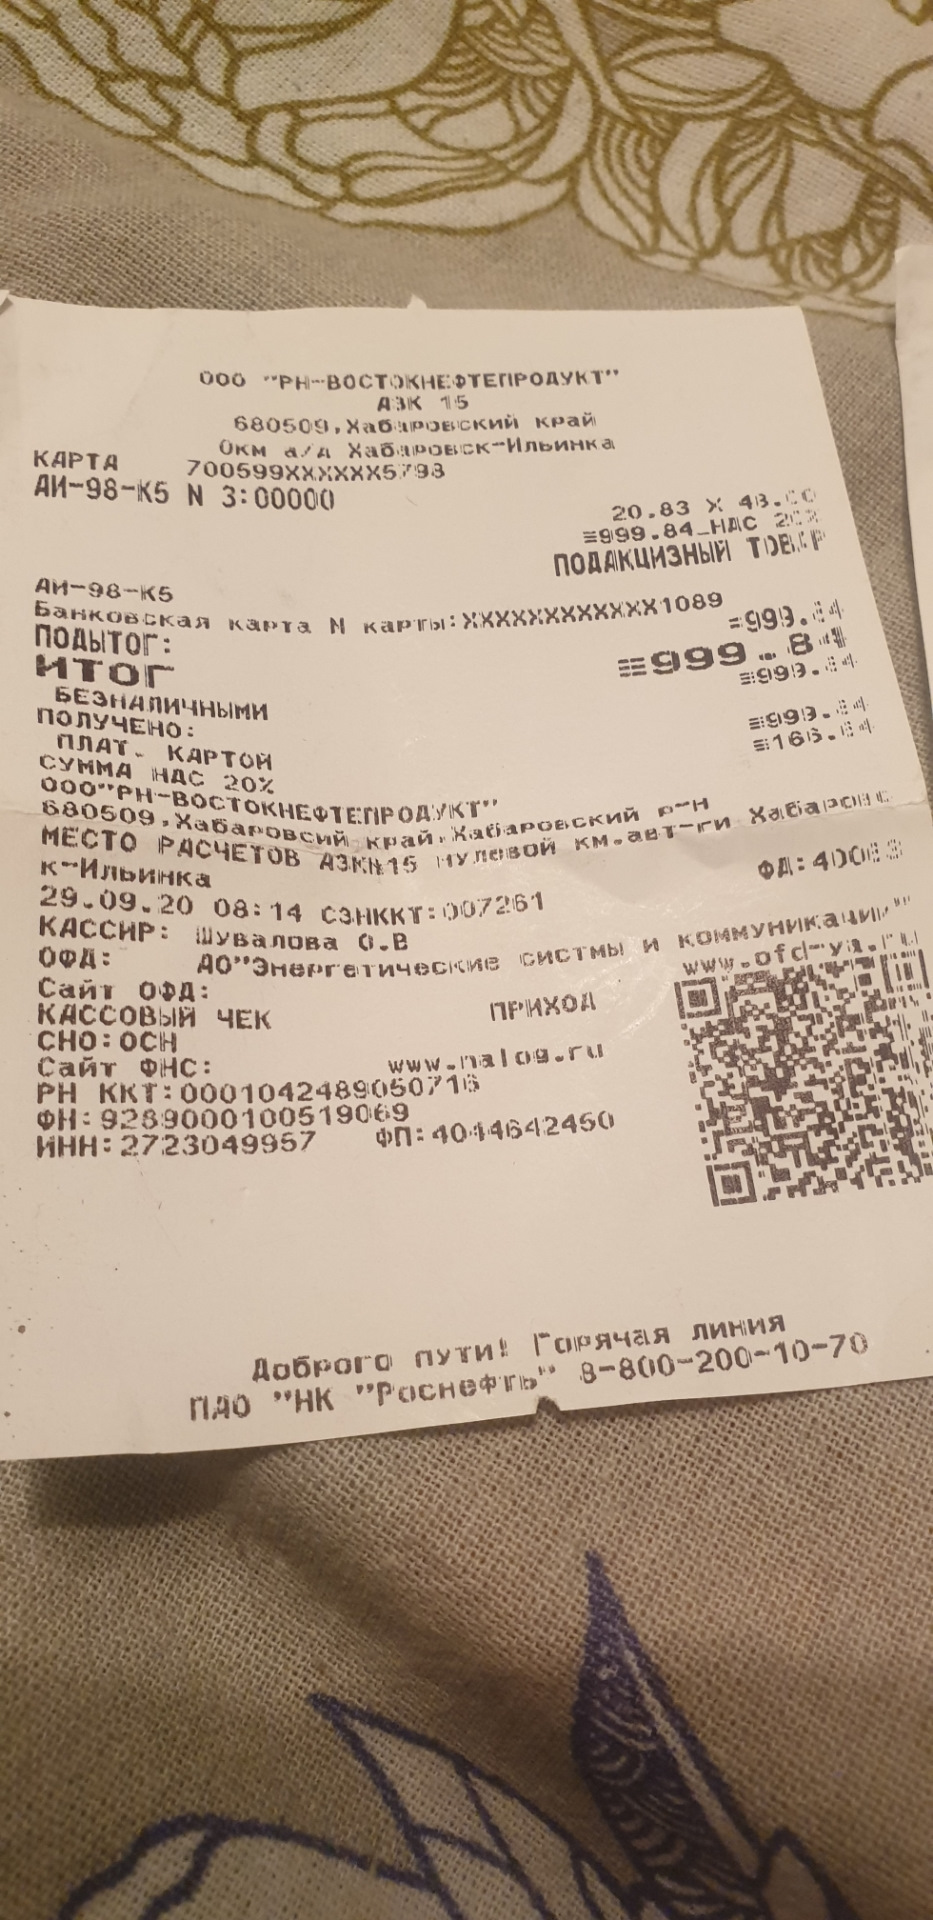 ООО "РН-ВОСТОКНЕФТЕПРОДУКТ"
АЗК 15
680509,Хабаровский край
0км а/д Хабаровск-Ильинка
КАРТА 700599XXXXXX5798
АИ-98-К5 N 3:00000
20.83 X 48.00
≡999.84_НДС 20%
ПОДАКЦИЗНЫЙ ТОВАР
АИ-98-К5
Банковская карта N карты:XXXXXXXXXXXX1089
ПОДЫТОГ: ≡999.84
ИТОГ ≡999.84
БЕЗНАЛИЧНЫМИ ≡999.84
ПОЛУЧЕНО:
ПЛАТ. КАРТОЙ ≡999.84
СУММА НДС 20% ≡166.64
ООО"РН-ВОСТОКНЕФТЕПРОДУКТ"
680509,Хабаровсий край,Хабаровский р-н
МЕСТО РАСЧЕТОВ АЗК№15 нулевой км.авт-ги Хабаровс
к-Ильинка
29.09.20 08:14 СЭНККТ:007261
КАССИР: Шувалова О.В
ОФД: АО"Энергетические систмы и коммуникации""
Сайт ОФД: www.ofd-ya.ru
КАССОВЫЙ ЧЕК ПРИХОД
СНО:ОСН
Сайт ФНС: www.nalog.ru
РН ККТ:0001042489050716
ФН:9289000100519069
ИНН:2723049957 ФП:4044642450
Доброго пути! Горячая линия
ПАО "НК "Роснефть" 8-800-200-10-70